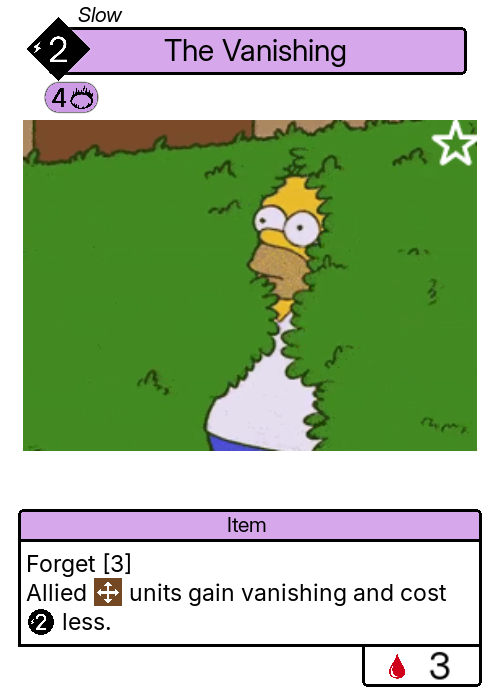 Slow
2 The Vanishing
4
Item
Forget [3]
Allied units gain vanishing and cost
2 less.
3